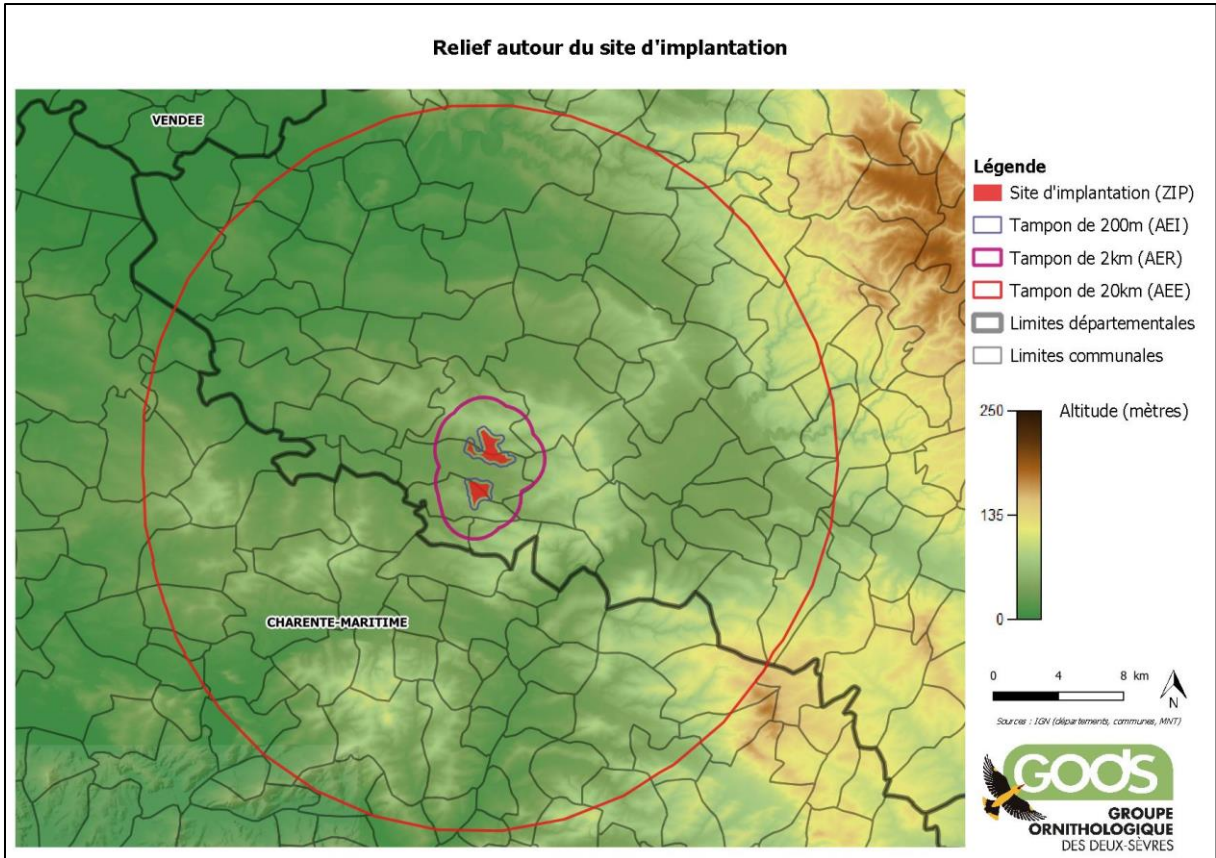 Relief autour du site d'implantation
VENDEE
CHARENTE-MARITIME
Légende
Site d'implantation (ZIP)
Tampon de 200m (AEI)
Tampon de 2km (AER)
Tampon de 20km (AEE)
Limites départementales
Limites communales
250
Altitude (mètres)
135
0
0 4 8 km
N
Sources : IGN (départements, communes, MNT)
GODS
GROUPE
ORNITHOLOGIQUE
DES DEUX-SÈVRES